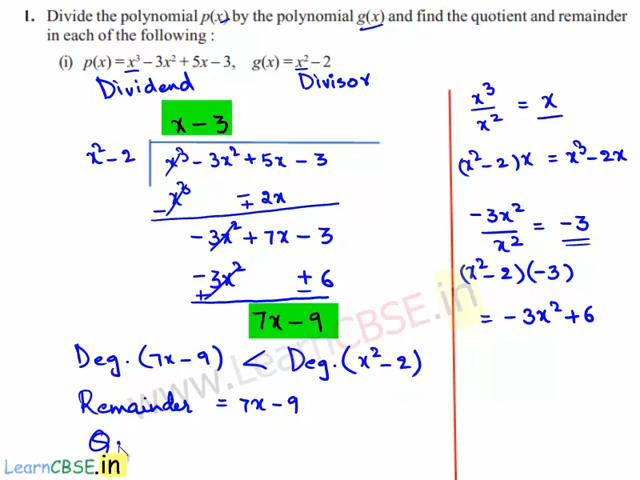 1. Divide the polynomial p(x) by the polynomial g(x) and find the quotient and remainder
in each of the following :
(i) p(x) = x³ – 3x² + 5x – 3, g(x) = x² – 2
Dividend Divisor
x – 3
x² – 2 x³ – 3x² + 5x – 3
– x³ ∓ 2x
– 3x² + 7x – 3
– 3x² ± 6
+
7x – 9
Deg. (7x – 9) < Deg. (x² – 2)
Remainder = 7x – 9
Q
x³/x² = x
(x² – 2) x = x³ – 2x
–3x²/x² = –3
(x² – 2) (–3)
= – 3x² + 6
www.LearnCBSE.in
LearnCBSE.in